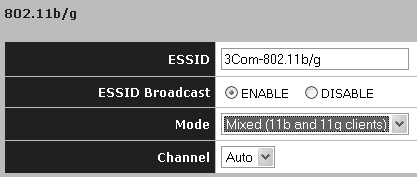 802.11b/g
ESSID 3Com-802.11b/g
ESSID Broadcast ENABLE DISABLE
Mode Mixed (11b and 11g clients)
Channel Auto